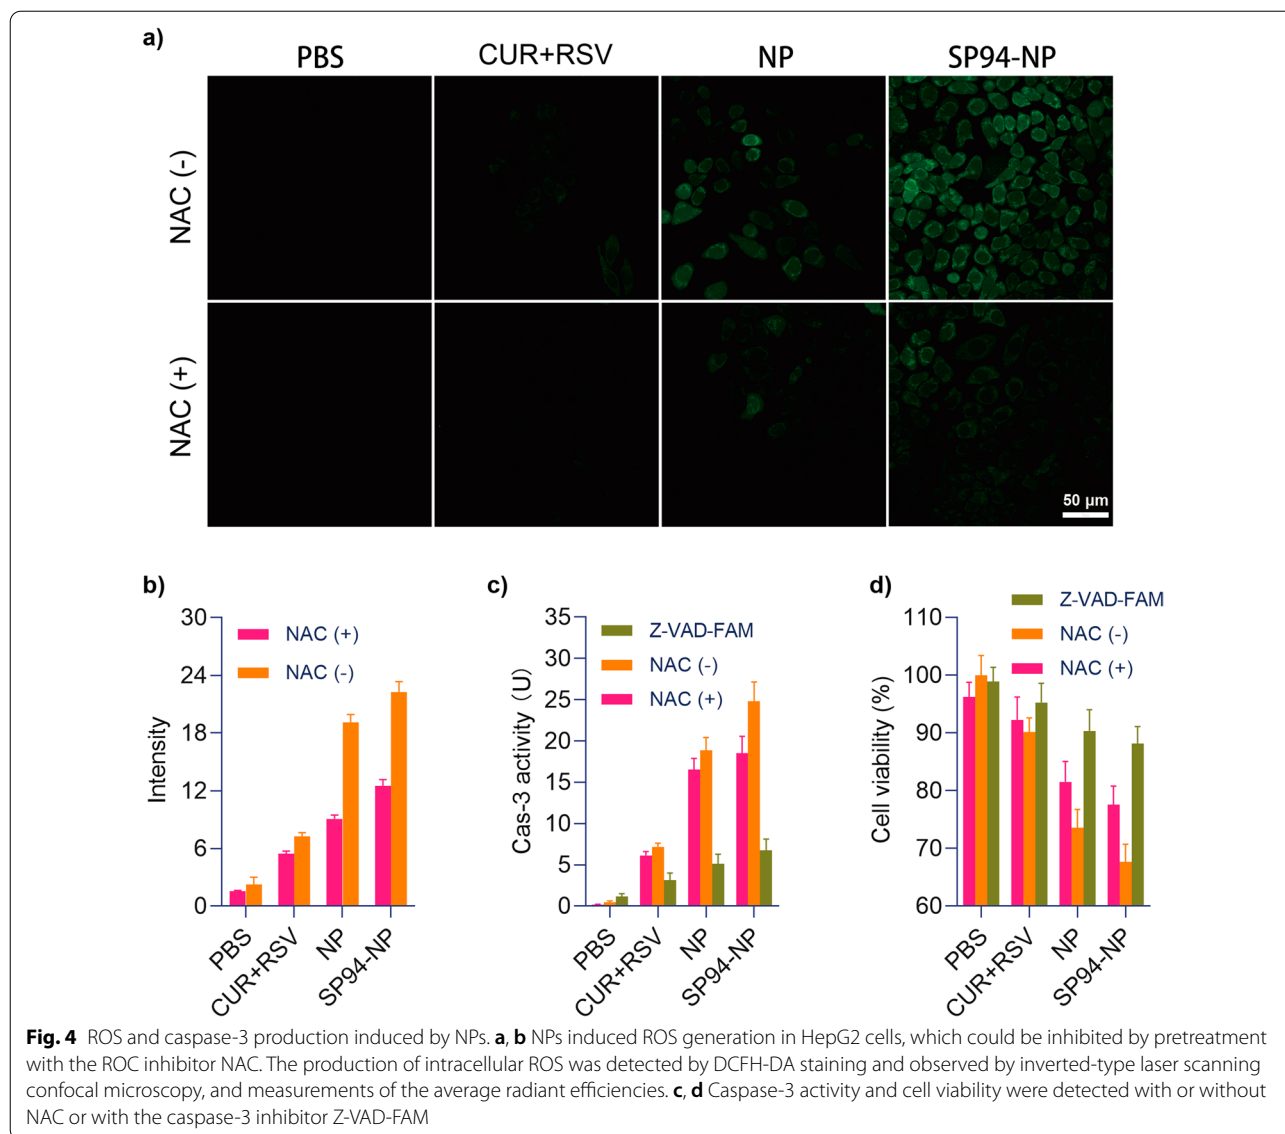 a)
PBS
CUR+RSV
NP
SP94-NP
NAC (-)
NAC (+)
50 μm
b)
30
24
18
12
6
0
Intensity
NAC (+)
NAC (-)
PBS
CUR+RSV
NP
SP94-NP
c)
35
30
25
20
15
10
5
0
Cas-3 activity (U)
Z-VAD-FAM
NAC (-)
NAC (+)
PBS
CUR+RSV
NP
SP94-NP
d)
110
100
90
80
70
60
Cell viability (%)
Z-VAD-FAM
NAC (-)
NAC (+)
PBS
CUR+RSV
NP
SP94-NP
Fig. 4 ROS and caspase-3 production induced by NPs. a, b NPs induced ROS generation in HepG2 cells, which could be inhibited by pretreatment
with the ROC inhibitor NAC. The production of intracellular ROS was detected by DCFH-DA staining and observed by inverted-type laser scanning
confocal microscopy, and measurements of the average radiant efficiencies. c, d Caspase-3 activity and cell viability were detected with or without
NAC or with the caspase-3 inhibitor Z-VAD-FAM